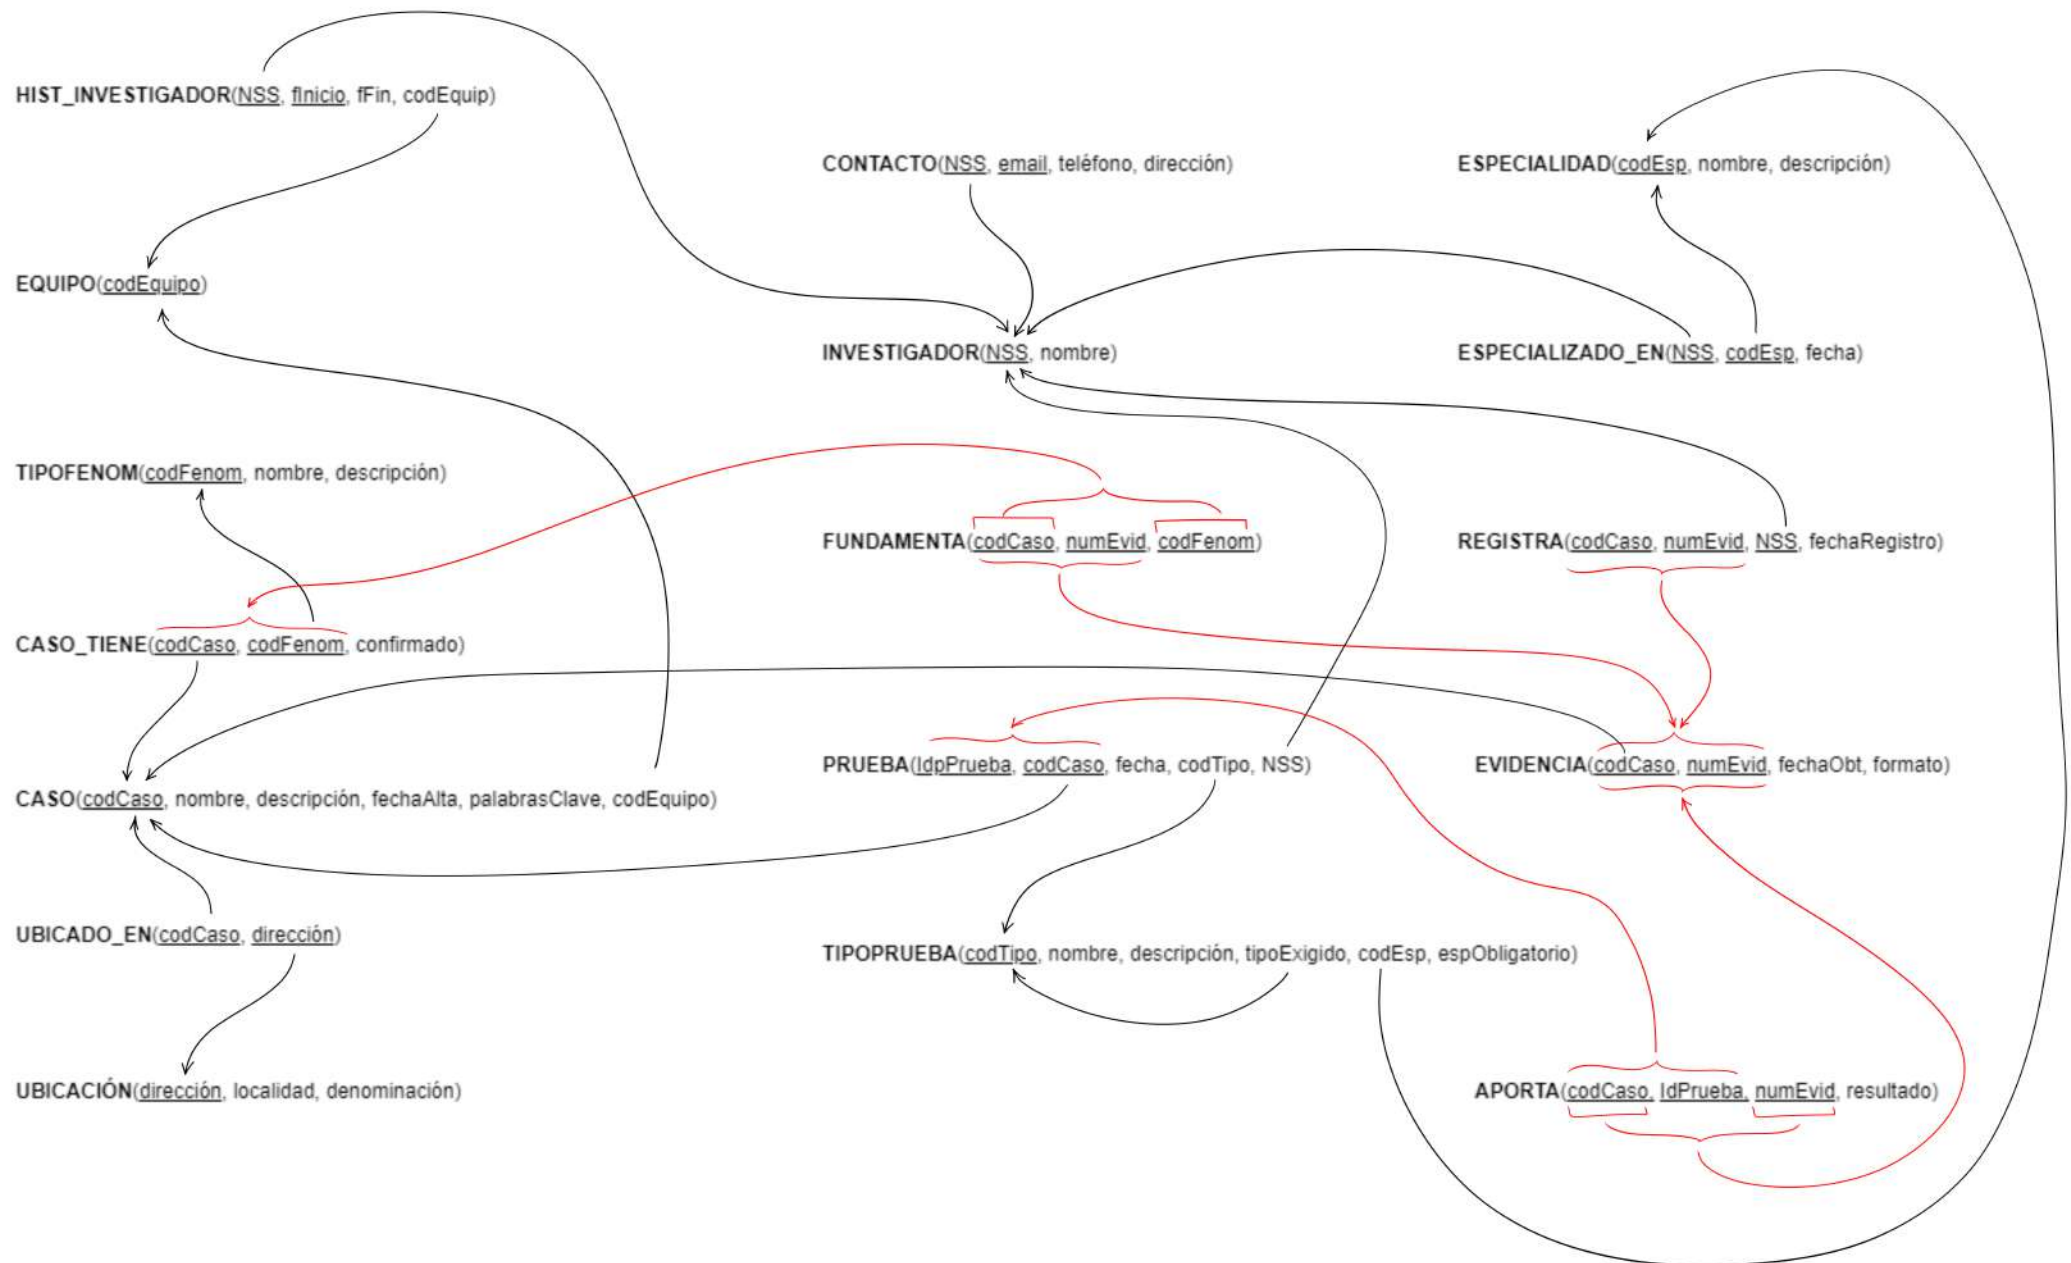 HIST_INVESTIGADOR(NSS, fInicio, fFin, codEquip)
CONTACTO(NSS, email, teléfono, dirección)
ESPECIALIDAD(codEsp, nombre, descripción)
EQUIPO(codEquipo)
INVESTIGADOR(NSS, nombre)
ESPECIALIZADO_EN(NSS, codEsp, fecha)
TIPOFENOM(codFenom, nombre, descripción)
FUNDAMENTA(codCaso, numEvid, codFenom)
REGISTRA(codCaso, numEvid, NSS, fechaRegistro)
CASO_TIENE(codCaso, codFenom, confirmado)
PRUEBA(IdpPrueba, codCaso, fecha, codTipo, NSS)
EVIDENCIA(codCaso, numEvid, fechaObt, formato)
CASO(codCaso, nombre, descripción, fechaAlta, palabrasClave, codEquipo)
UBICADO_EN(codCaso, dirección)
TIPOPRUEBA(codTipo, nombre, descripción, tipoExigido, codEsp, espObligatorio)
UBICACIÓN(dirección, localidad, denominación)
APORTA(codCaso, IdPrueba, numEvid, resultado)